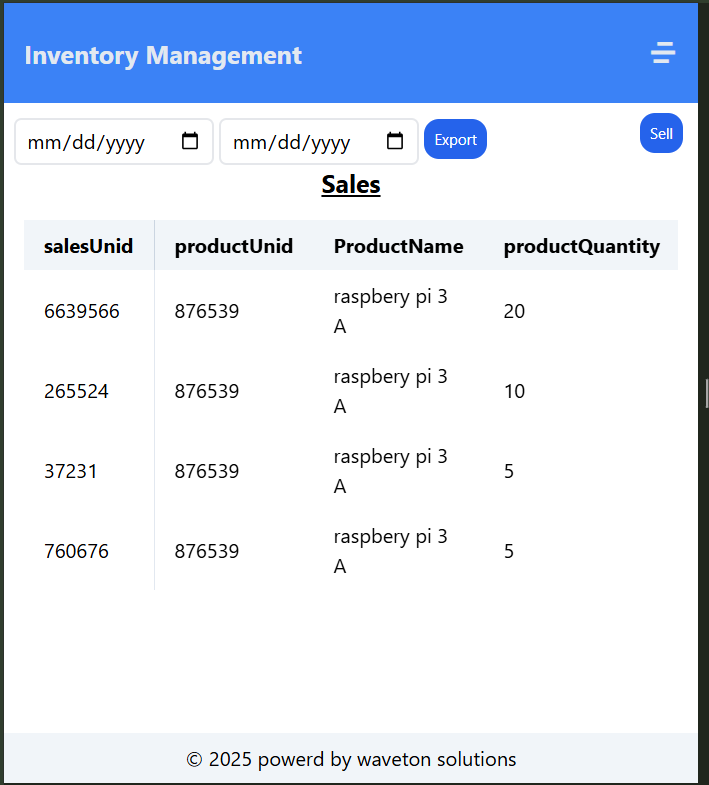 Inventory Management
mm/dd/yyyy mm/dd/yyyy Export Sell
Sales
salesUnid productUnid ProductName productQuantity
6639566 876539 raspbery pi 3 20
A
265524 876539 raspbery pi 3 10
A
37231 876539 raspbery pi 3 5
A
760676 876539 raspbery pi 3 5
A
© 2025 powerd by waveton solutions